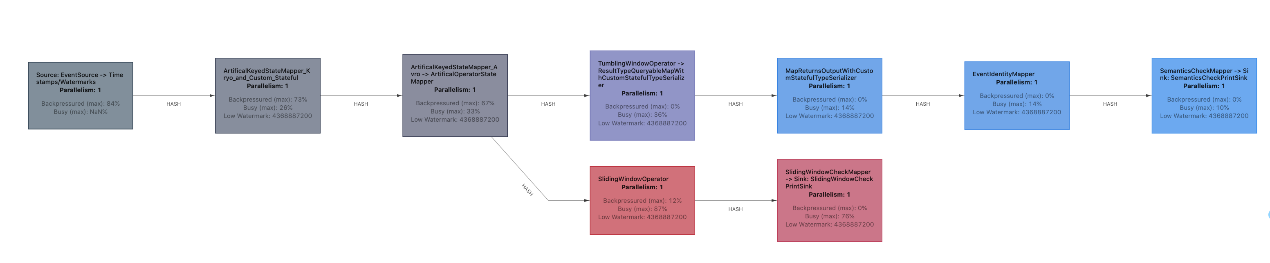 Source: EventSource -> Time
stamps/Watermarks
Parallelism: 1
Backpressured (max): 84%
Busy (max): NaN%
HASH
ArtificalKeyedStateMapper_K
ryo_and_Custom_Stateful
Parallelism: 1
Backpressured (max): 73%
Busy (max): 26%
Low Watermark: 4368887200
HASH
ArtificalKeyedStateMapper_A
vro -> ArtificalOperatorState
Mapper
Parallelism: 1
Backpressured (max): 67%
Busy (max): 33%
Low Watermark: 4368887200
HASH
TumblingWindowOperator ->
ResultTypeQueryableMapWit
hCustomStatefulTypeSerializ
er
Parallelism: 1
Backpressured (max): 0%
Busy (max): 36%
Low Watermark: 4368887200
HASH
MapReturnsOutputWithCusto
mStatefulTypeSerializer
Parallelism: 1
Backpressured (max): 0%
Busy (max): 14%
Low Watermark: 4368887200
HASH
EventIdentityMapper
Parallelism: 1
Backpressured (max): 0%
Busy (max): 14%
Low Watermark: 4368887200
HASH
SemanticsCheckMapper -> Si
nk: SemanticsCheckPrintSink
Parallelism: 1
Backpressured (max): 0%
Busy (max): 10%
Low Watermark: 4368887200
HASH
SlidingWindowOperator
Parallelism: 1
Backpressured (max): 12%
Busy (max): 87%
Low Watermark: 4368887200
HASH
SlidingWindowCheckMapper
-> Sink: SlidingWindowCheck
PrintSink
Parallelism: 1
Backpressured (max): 0%
Busy (max): 76%
Low Watermark: 4368887200